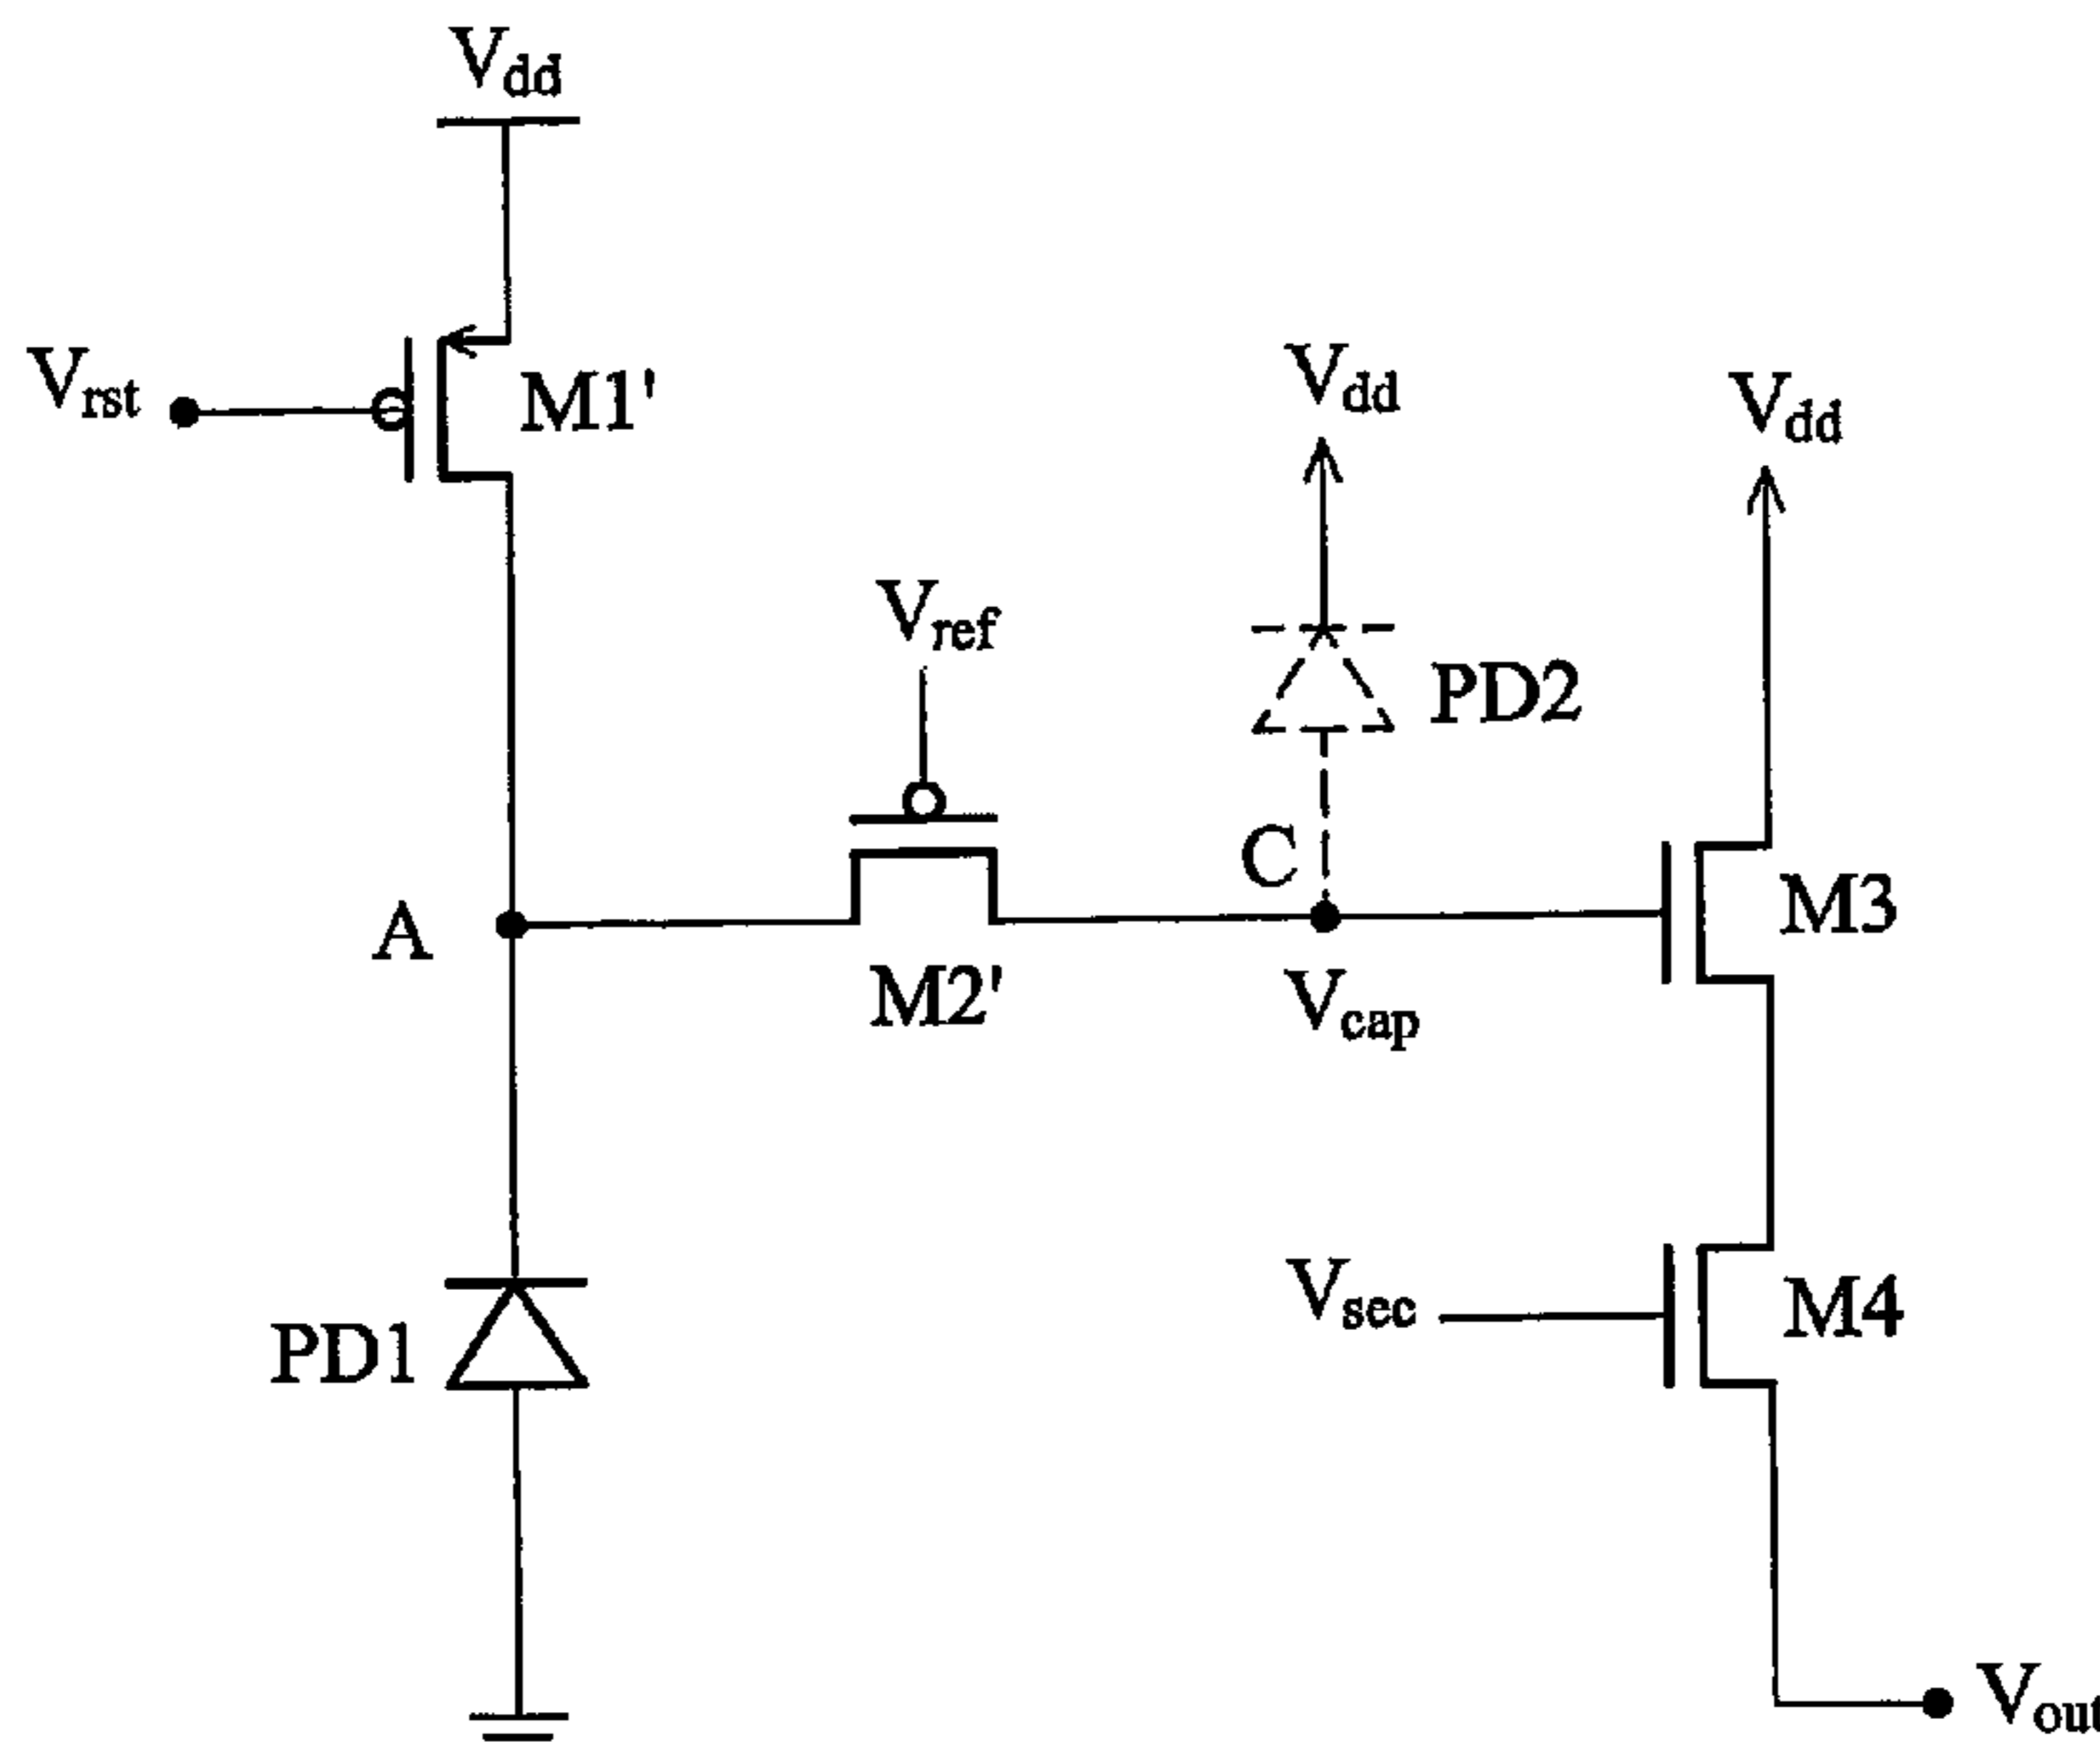 Vdd
Vrst
M1'
Vdd
Vdd
Vref
PD2
C
A
M3
M2'
Vcap
Vsec
M4
PD1
Vout